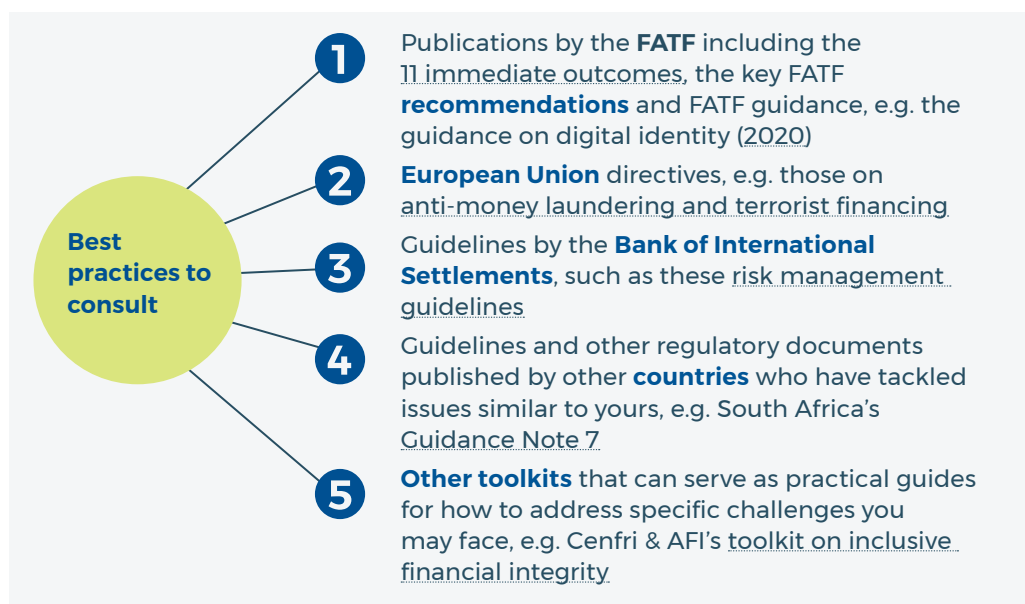 Best
practices to
consult
1
Publications by the FATF including the
11 immediate outcomes, the key FATF
recommendations and FATF guidance, e.g. the
guidance on digital identity (2020)
2
European Union directives, e.g. those on
anti-money laundering and terrorist financing
3
Guidelines by the Bank of International
Settlements, such as these risk management
guidelines
4
Guidelines and other regulatory documents
published by other countries who have tackled
issues similar to yours, e.g. South Africa's
Guidance Note 7
5
Other toolkits that can serve as practical guides
for how to address specific challenges you
may face, e.g. Cenfri & AFI's toolkit on inclusive
financial integrity